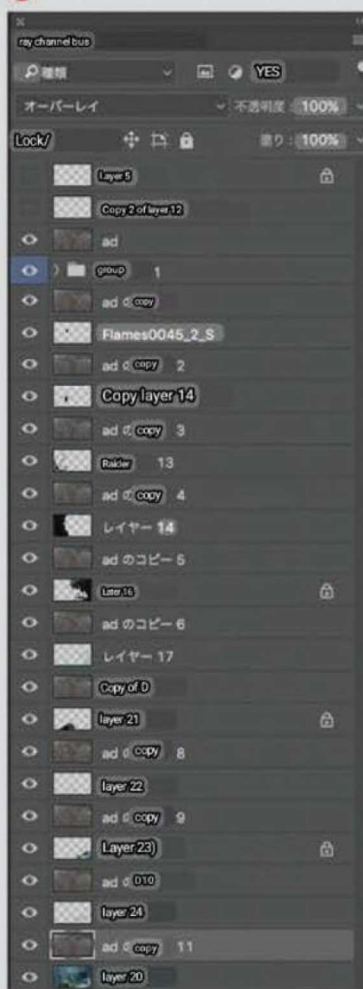 ray channel bus
種類 YES
オーバーレイ 不透明度: 100%
Lock/ 塗り: 100%
Layer 5
Copy 2 of layer 12
ad
group 1
ad の copy
Flames0045_2_S
ad の copy 2
Copy layer 14
ad の copy 3
Raider 13
ad の copy 4
レイヤー 14
ad のコピー 5
Later 16
ad のコピー 6
レイヤー 17
Copy of D
layer 21
ad の copy 8
layer 22
ad の copy 9
Layer 23)
ad の D10
layer 24
ad の copy 11
layer 20